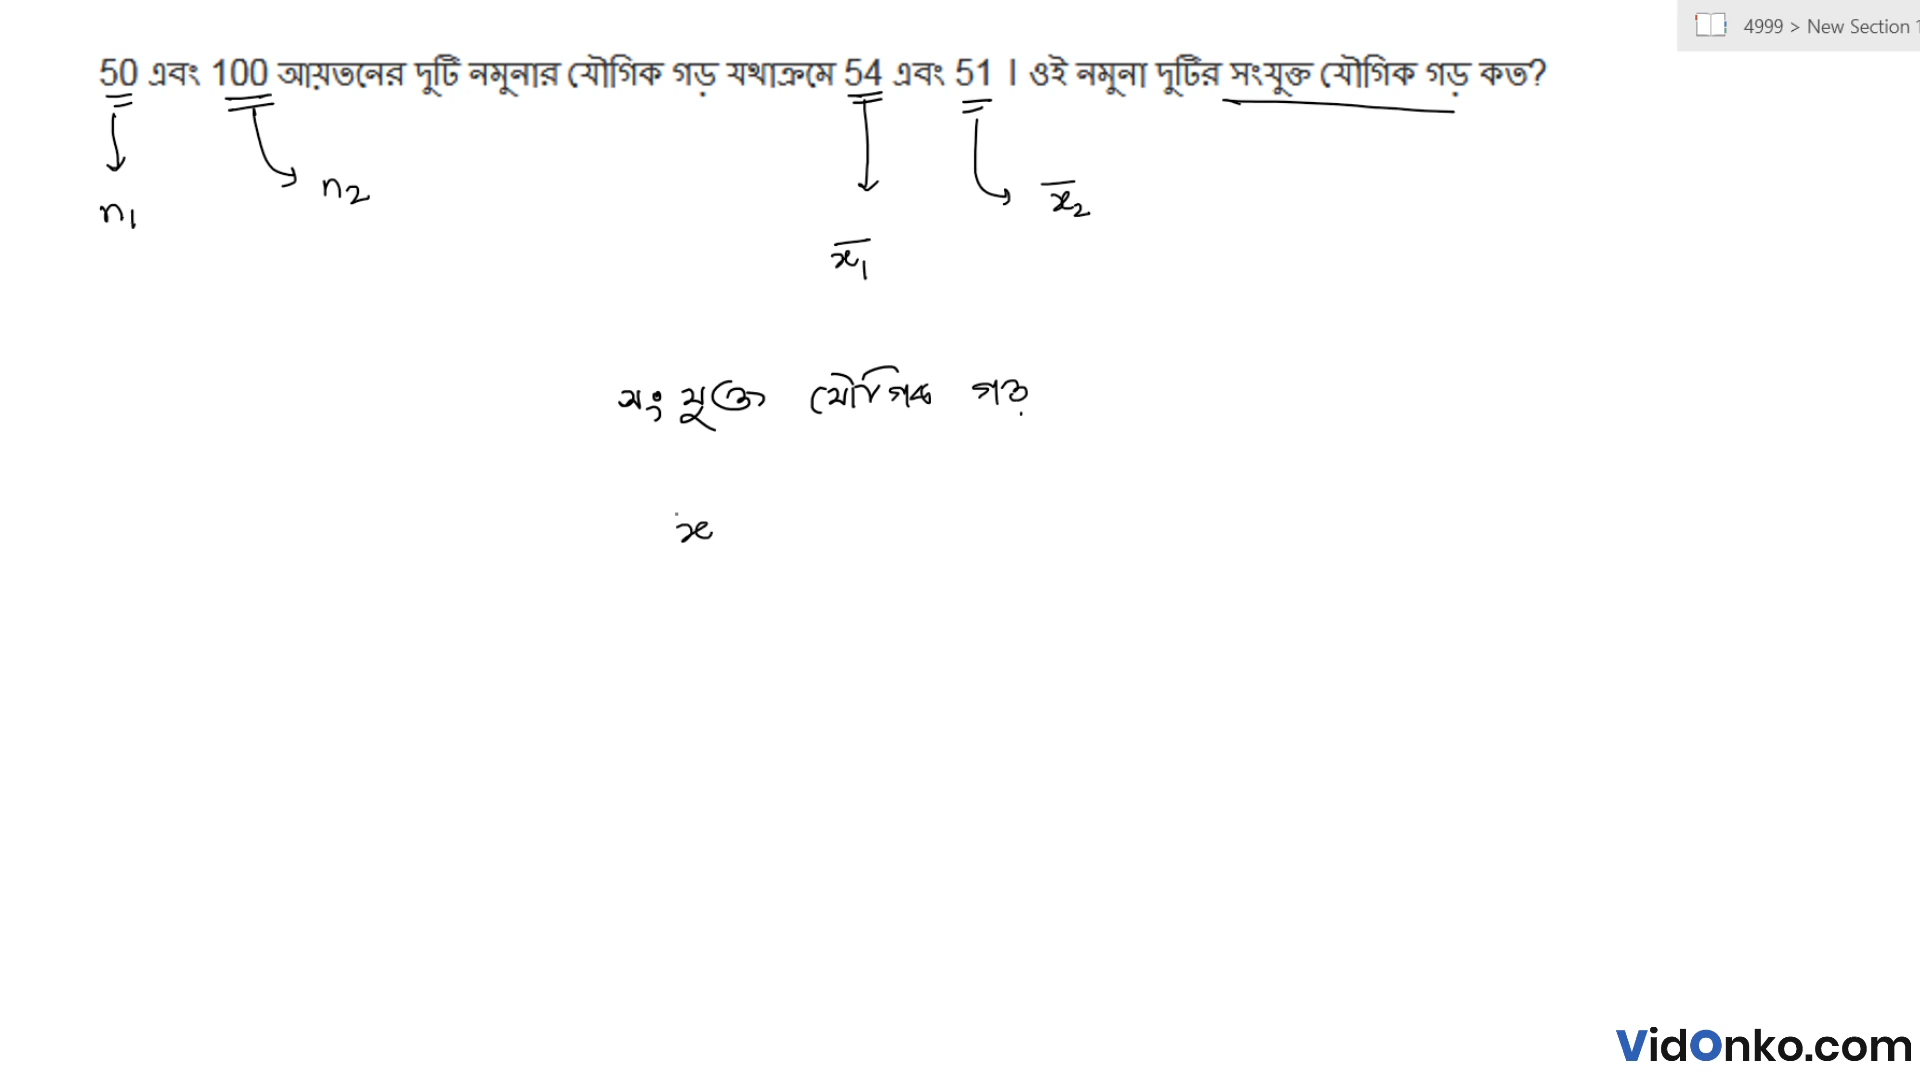 4999 > New Section 1
50 এবং 100 আয়তনের দুটি নমুনার যৌগিক গড় যথাক্রমে 54 এবং 51 । ওই নমুনা দুটির সংযুক্ত যৌগিক গড় কত?
n₁ n₂ x̄₁ x̄₂
সংযুক্ত যৌগিক গড়
x
VidOnko.com